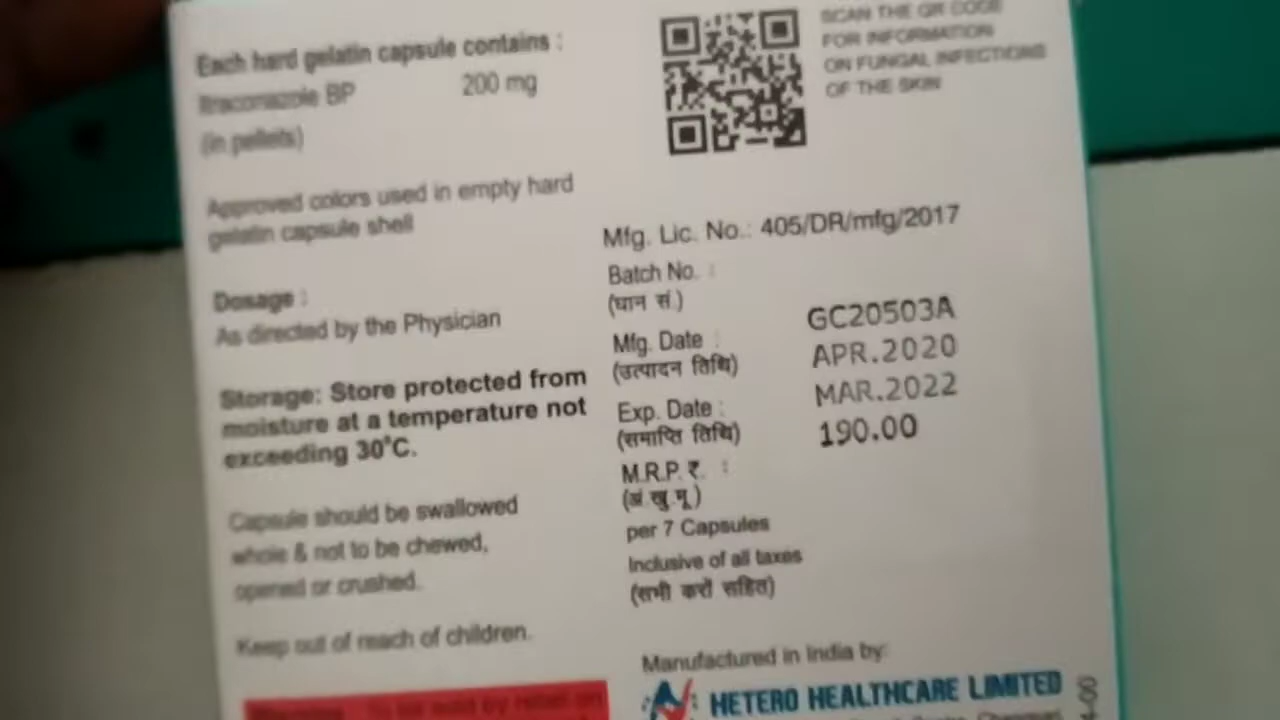 Each hard gelatin capsule contains :
Itraconazole BP 200 mg
(in pellets)
Approved colors used in empty hard
gelatin capsule shell
Dosage :
As directed by the Physician
Storage: Store protected from
moisture at a temperature not
exceeding 30°C.
Capsule should be swallowed
whole & not to be chewed,
opened or crushed.
Keep out of reach of children.
SCAN THE QR CODE
FOR INFORMATION
ON FUNGAL INFECTIONS
OF THE SKIN
Mfg. Lic. No.: 405/DR/mfg/2017
Batch No. :
(घान सं.)
GC20503A
Mfg. Date :
(उत्पादन तिथि)
APR.2020
Exp. Date :
(समाप्ति तिथि)
MAR.2022
M.R.P. ₹. :
(अ.खु.मू.)
190.00
per 7 Capsules
Inclusive of all taxes
(सभी करों सहित)
Manufactured in India by:
HETERO HEALTHCARE LIMITED